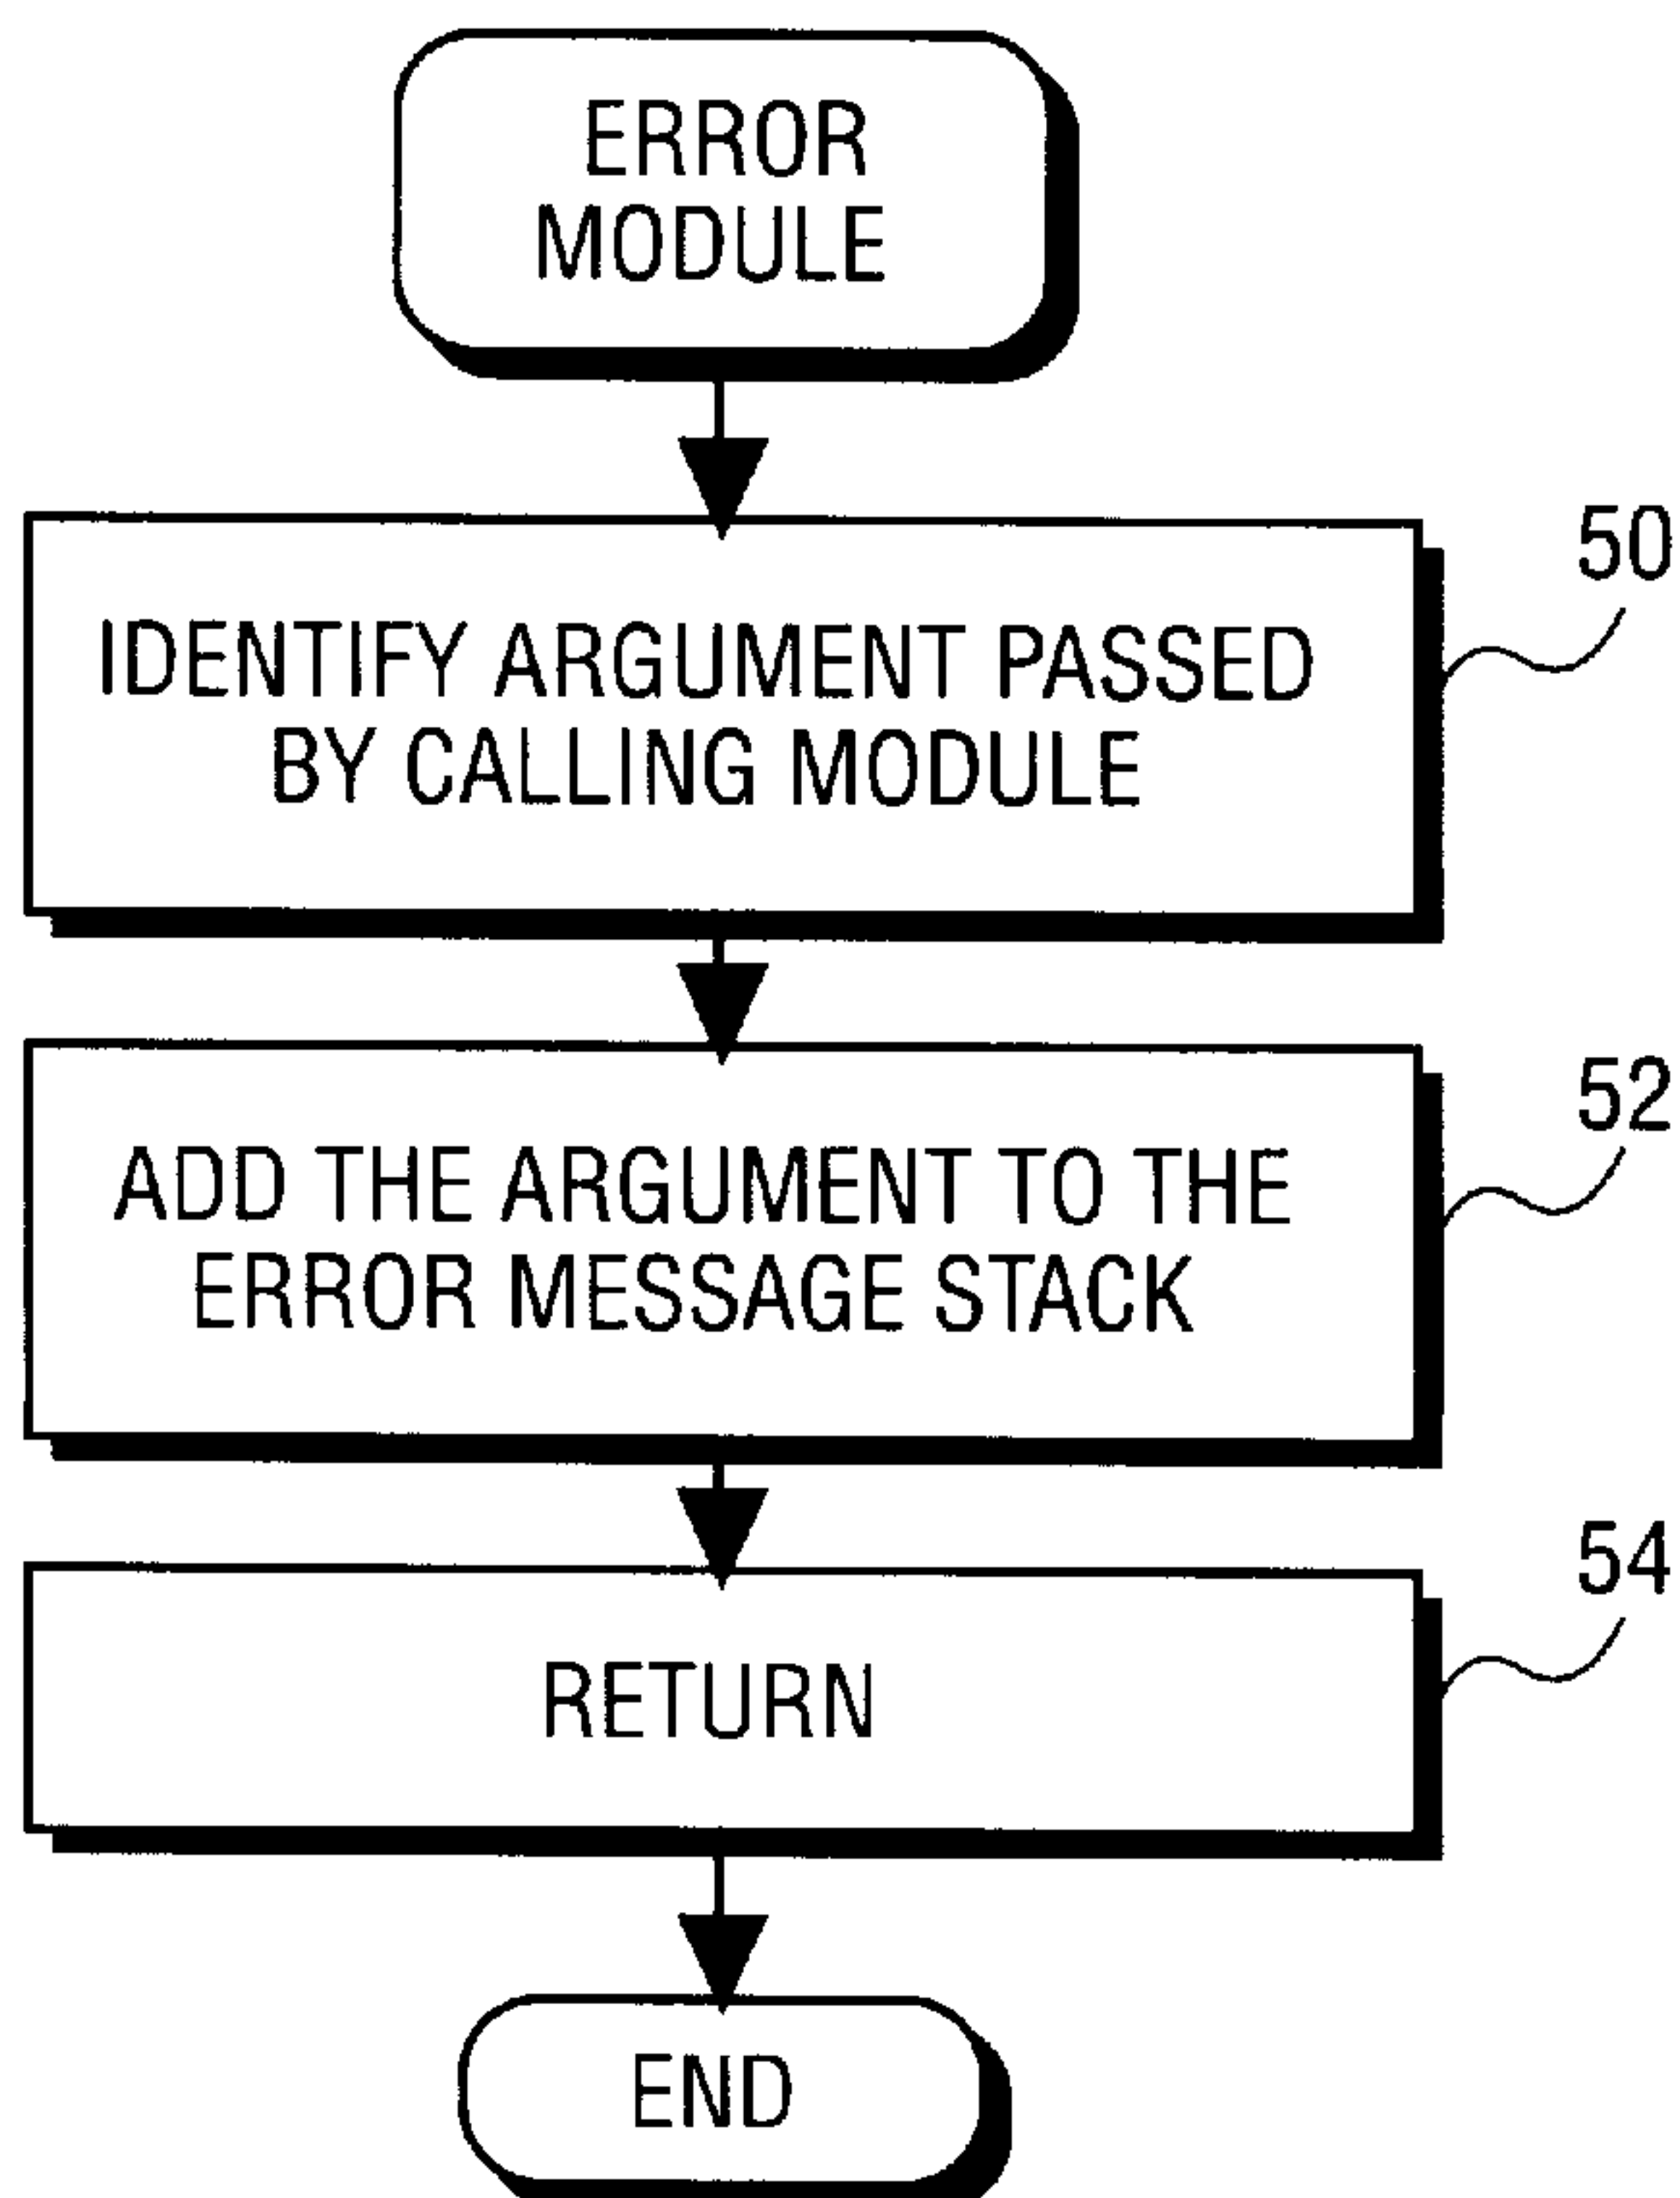 ERROR
MODULE
50
IDENTIFY ARGUMENT PASSED
BY CALLING MODULE
52
ADD THE ARGUMENT TO THE
ERROR MESSAGE STACK
54
RETURN
END